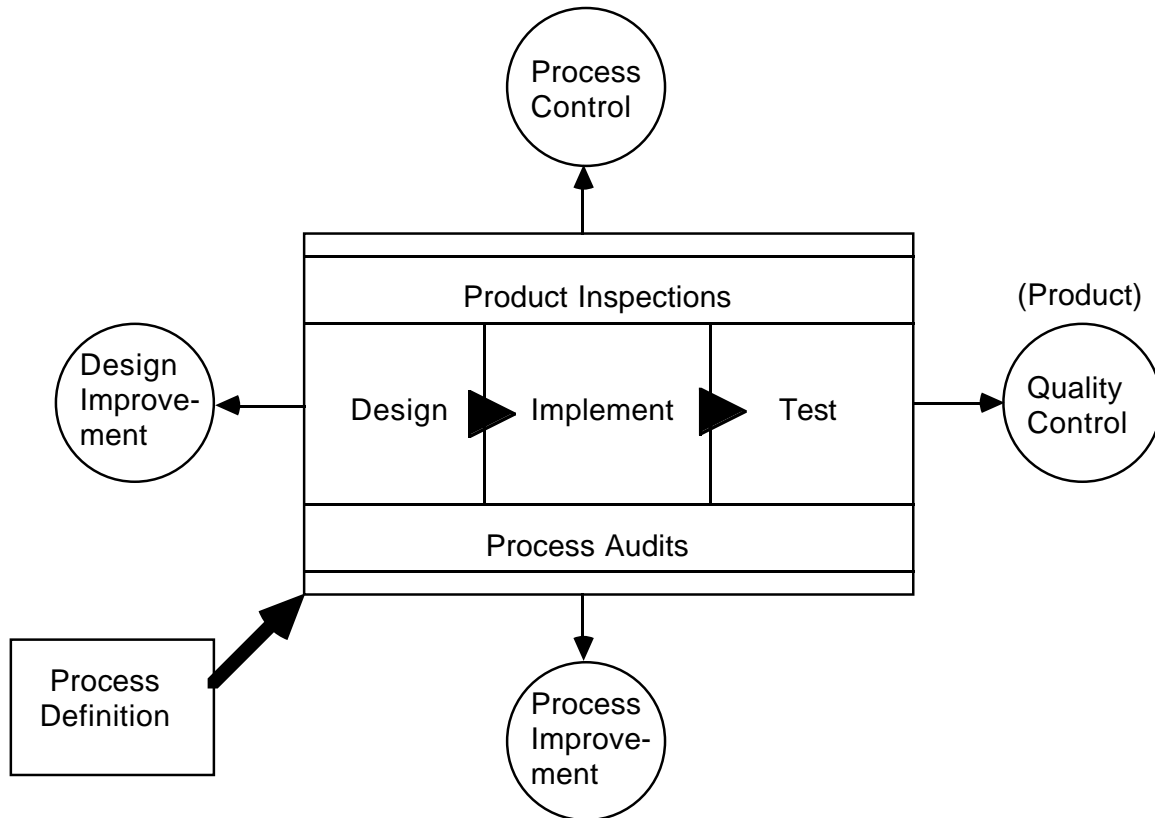 Process
Control
Product Inspections
(Product)
Design
Improve-
ment
Design
Implement
Test
Quality
Control
Process Audits
Process
Definition
Process
Improve-
ment